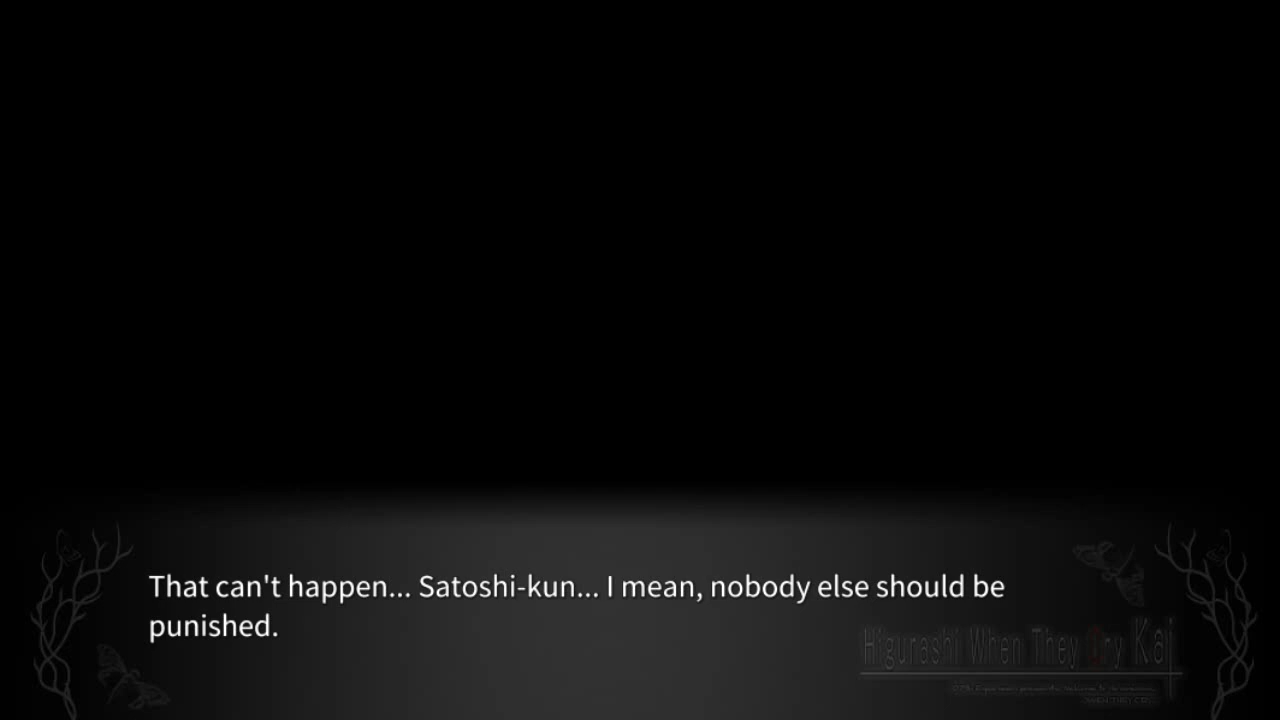 That can't happen... Satoshi-kun... I mean, nobody else should be
punished.
Higurashi When They Cry Kai